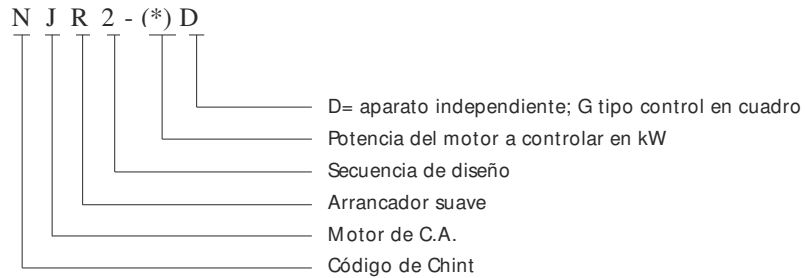 N J R 2 - (*) D
D= aparato independiente; G tipo control en cuadro
Potencia del motor a controlar en kW
Secuencia de diseño
Arrancador suave
Motor de C.A.
Código de Chint